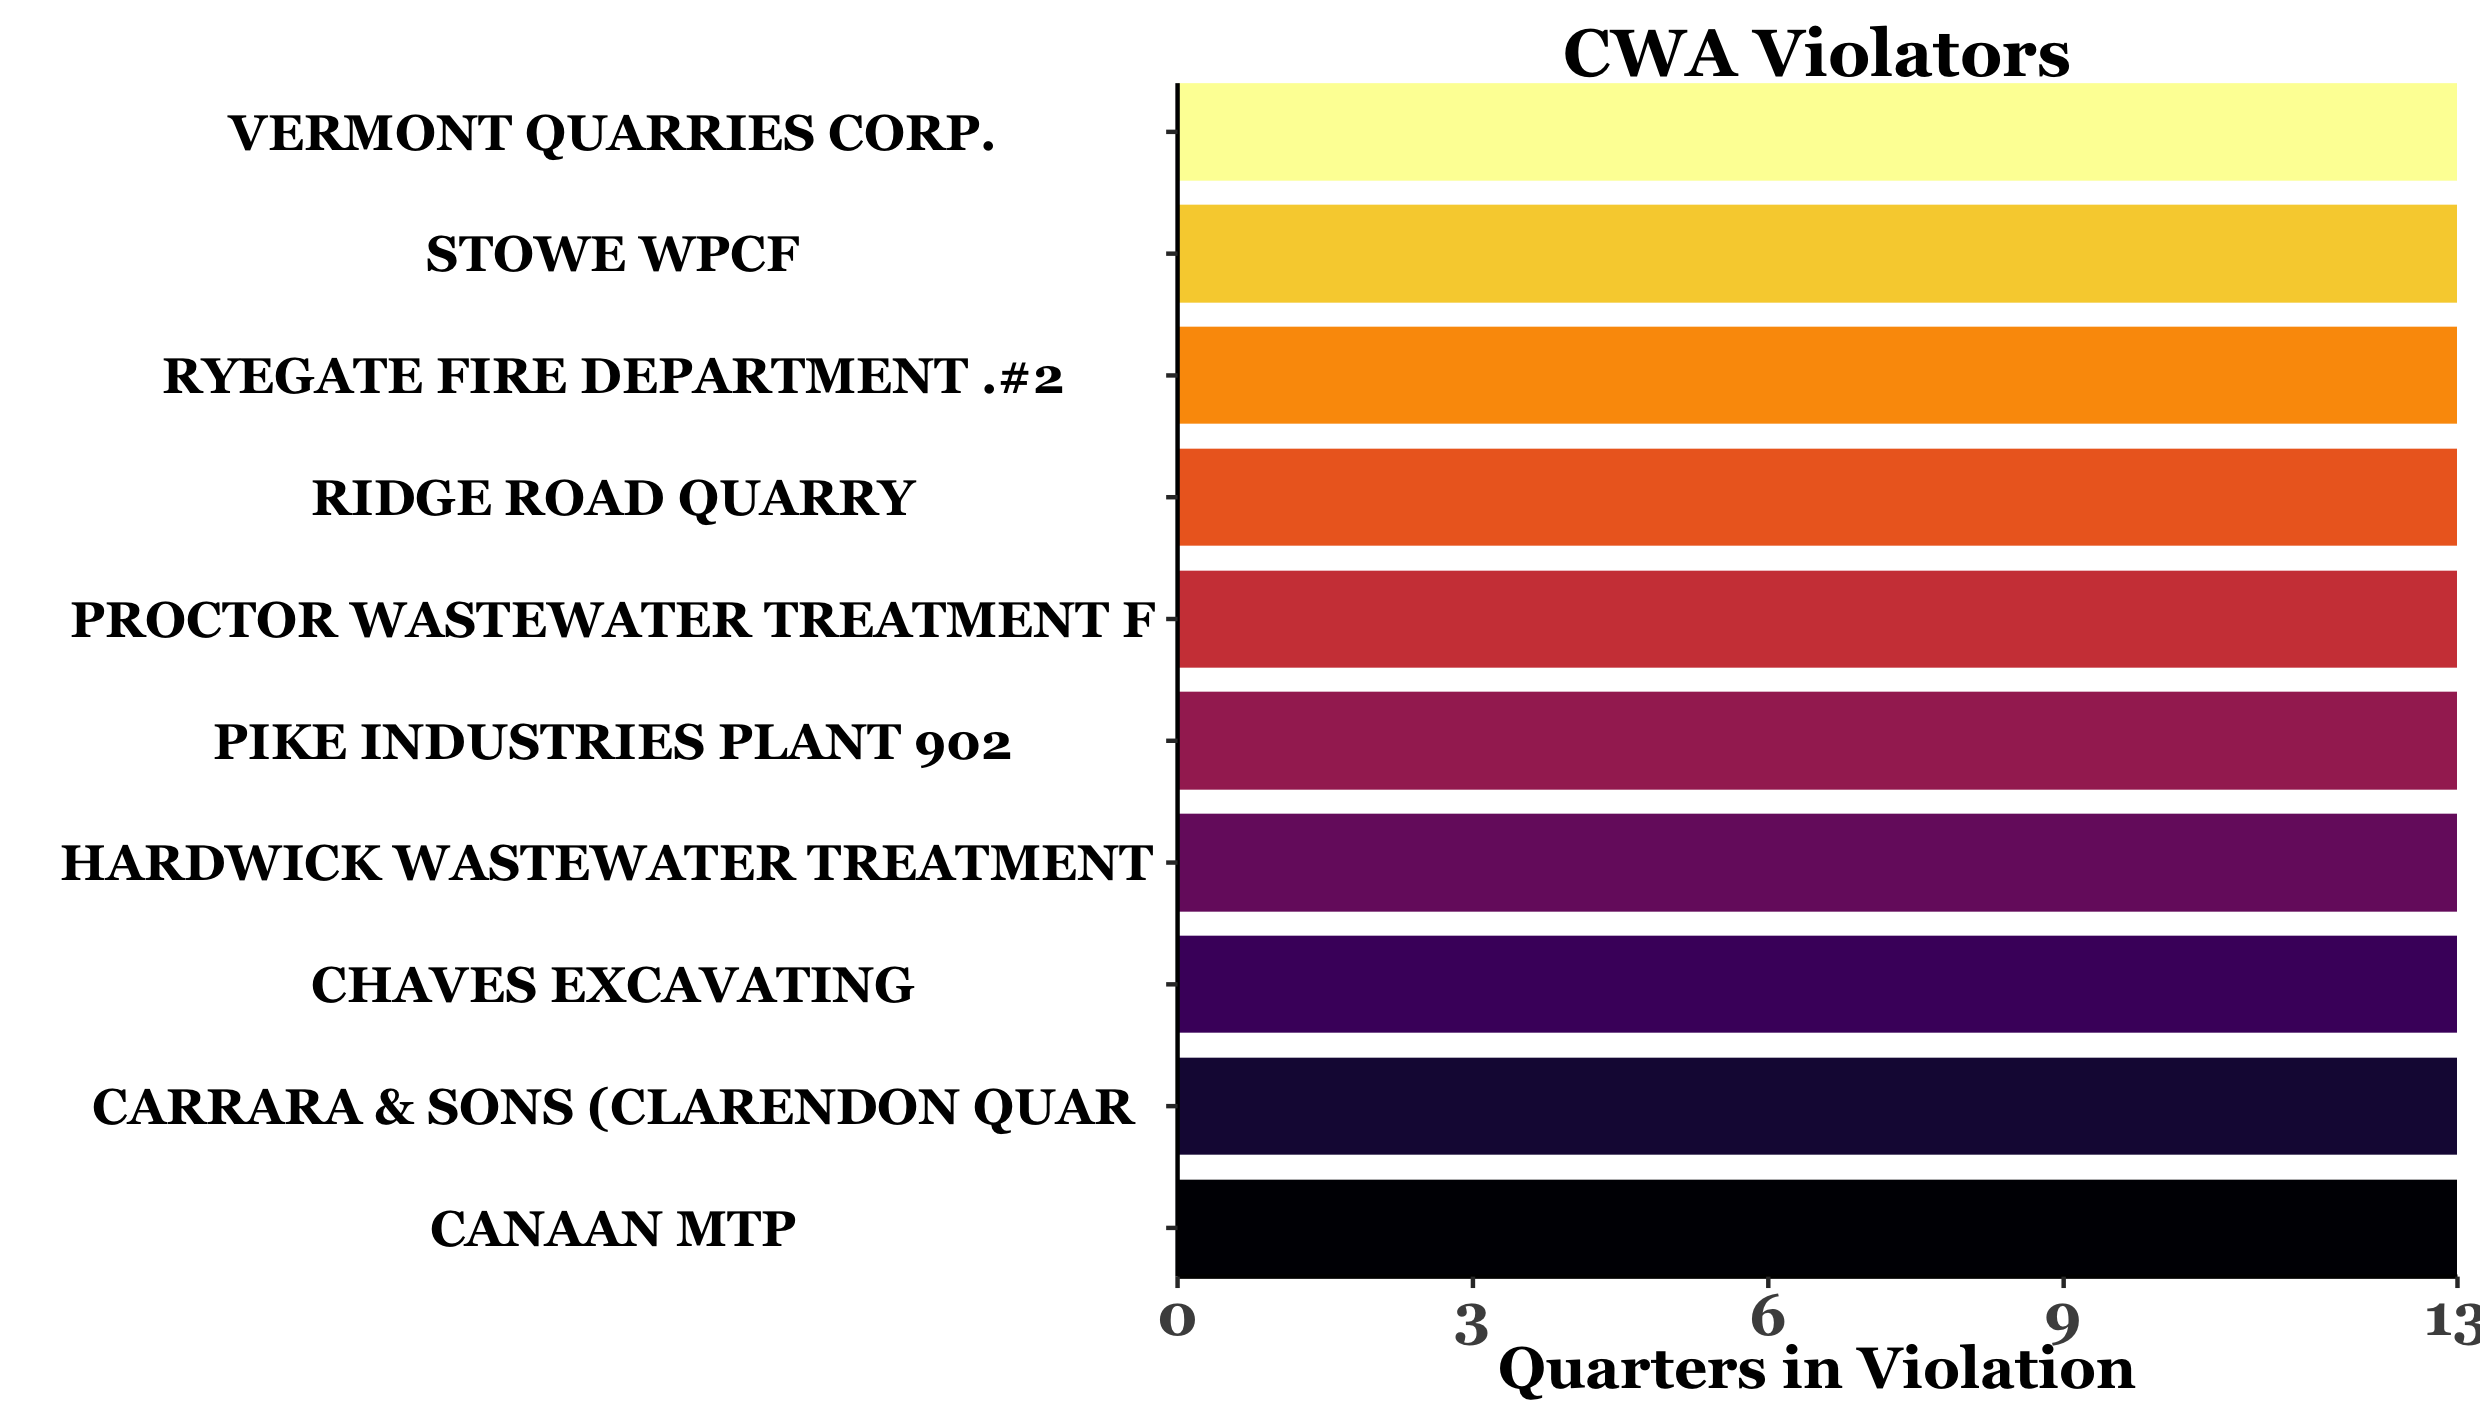 CWA Violators
VERMONT QUARRIES CORP.
STOWE WPCF
RYEGATE FIRE DEPARTMENT .#2
RIDGE ROAD QUARRY
PROCTOR WASTEWATER TREATMENT F
PIKE INDUSTRIES PLANT 902
HARDWICK WASTEWATER TREATMENT
CHAVES EXCAVATING
CARRARA & SONS (CLARENDON QUAR
CANAAN MTP
0 3 6 9 13
Quarters in Violation